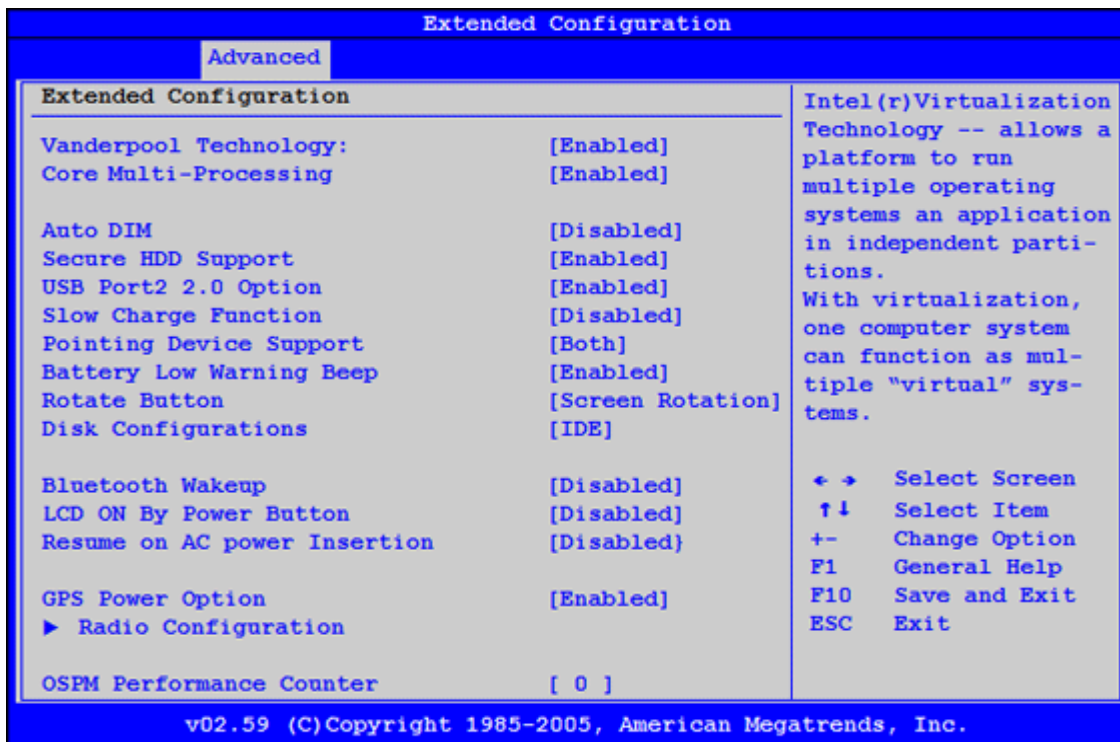 Extended Configuration
Advanced
Extended Configuration
Vanderpool Technology: [Enabled]
Core Multi-Processing [Enabled]
Auto DIM [Disabled]
Secure HDD Support [Enabled]
USB Port2 2.0 Option [Enabled]
Slow Charge Function [Disabled]
Pointing Device Support [Both]
Battery Low Warning Beep [Enabled]
Rotate Button [Screen Rotation]
Disk Configurations [IDE]
Bluetooth Wakeup [Disabled]
LCD ON By Power Button [Disabled]
Resume on AC power Insertion [Disabled}
GPS Power Option [Enabled]
▶ Radio Configuration
OSPM Performance Counter [ 0 ]
Intel(r)Virtualization
Technology -- allows a
platform to run
multiple operating
systems an application
in independent parti-
tions.
With virtualization,
one computer system
can function as mul-
tiple “virtual” sys-
tems.
← → Select Screen
↑↓ Select Item
+- Change Option
F1 General Help
F10 Save and Exit
ESC Exit
v02.59 (C)Copyright 1985-2005, American Megatrends, Inc.